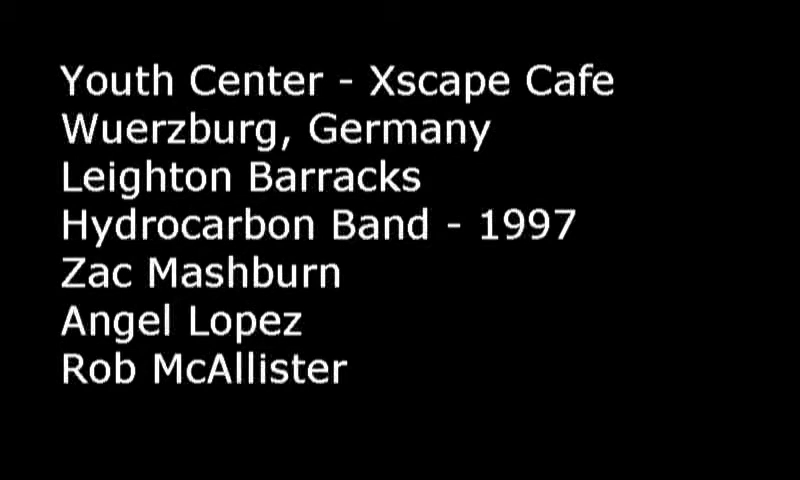 Youth Center - Xscape Cafe
Wuerzburg, Germany
Leighton Barracks
Hydrocarbon Band - 1997
Zac Mashburn
Angel Lopez
Rob McAllister